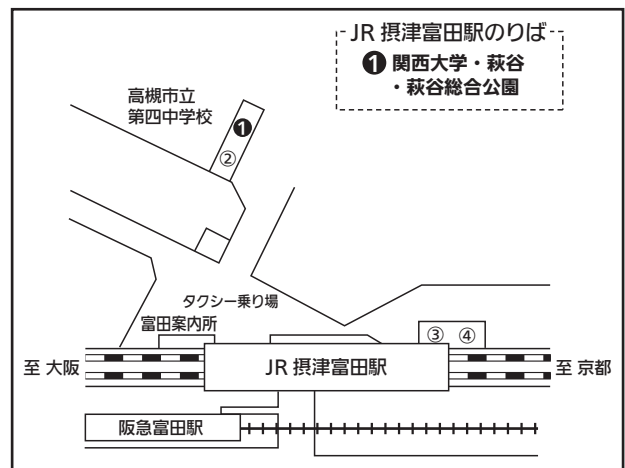 JR 摂津富田駅のりば
❶ 関西大学・萩谷
・萩谷総合公園
高槻市立
第四中学校
❶
②
タクシー乗り場
富田案内所
③ ④
至 大阪
JR 摂津富田駅
至 京都
阪急富田駅